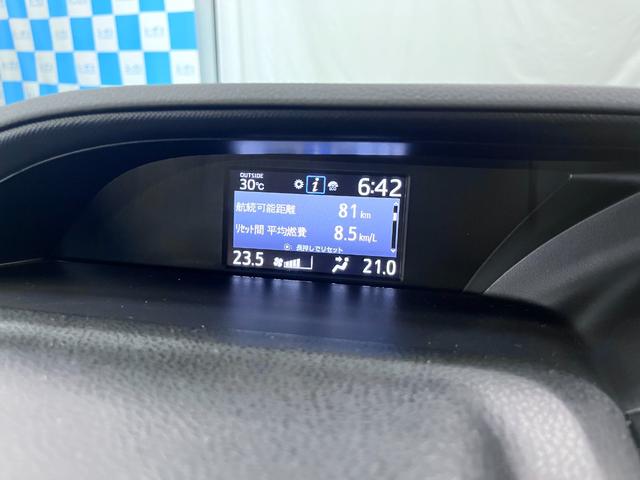 OUTSIDE
30℃ i 6:42
航続可能距離 81 km
リセット間 平均燃費 8.5 km/L
長押しでリセット
23.5 21.0